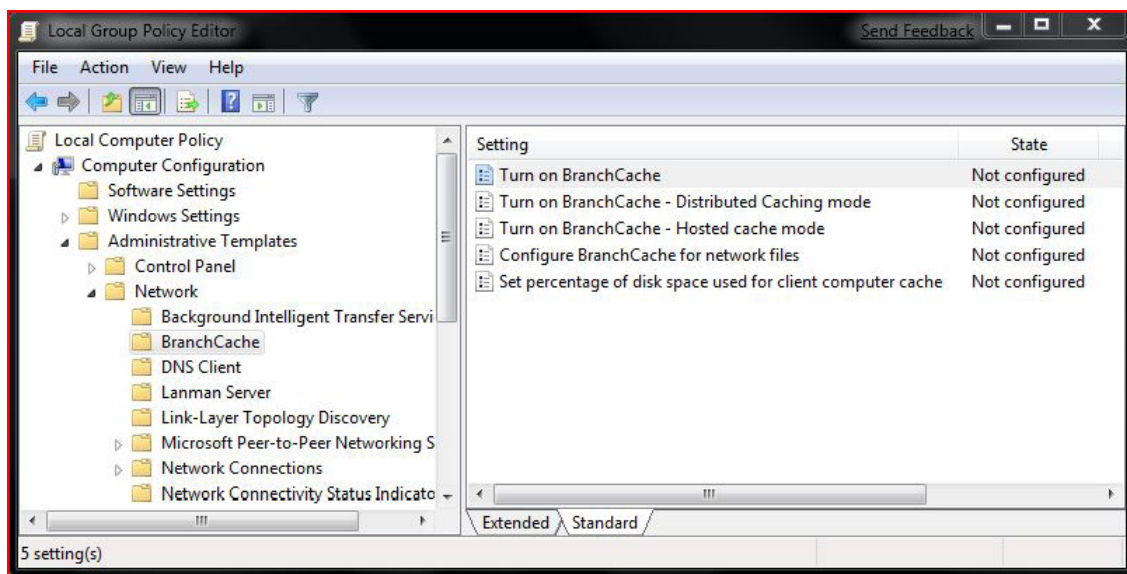 Local Group Policy Editor
Send Feedback
File Action View Help
Local Computer Policy
Computer Configuration
Software Settings
Windows Settings
Administrative Templates
Control Panel
Network
Background Intelligent Transfer Servi
BranchCache
DNS Client
Lanman Server
Link-Layer Topology Discovery
Microsoft Peer-to-Peer Networking S
Network Connections
Network Connectivity Status Indicato
Setting State
Turn on BranchCache Not configured
Turn on BranchCache - Distributed Caching mode Not configured
Turn on BranchCache - Hosted cache mode Not configured
Configure BranchCache for network files Not configured
Set percentage of disk space used for client computer cache Not configured
Extended Standard
5 setting(s)